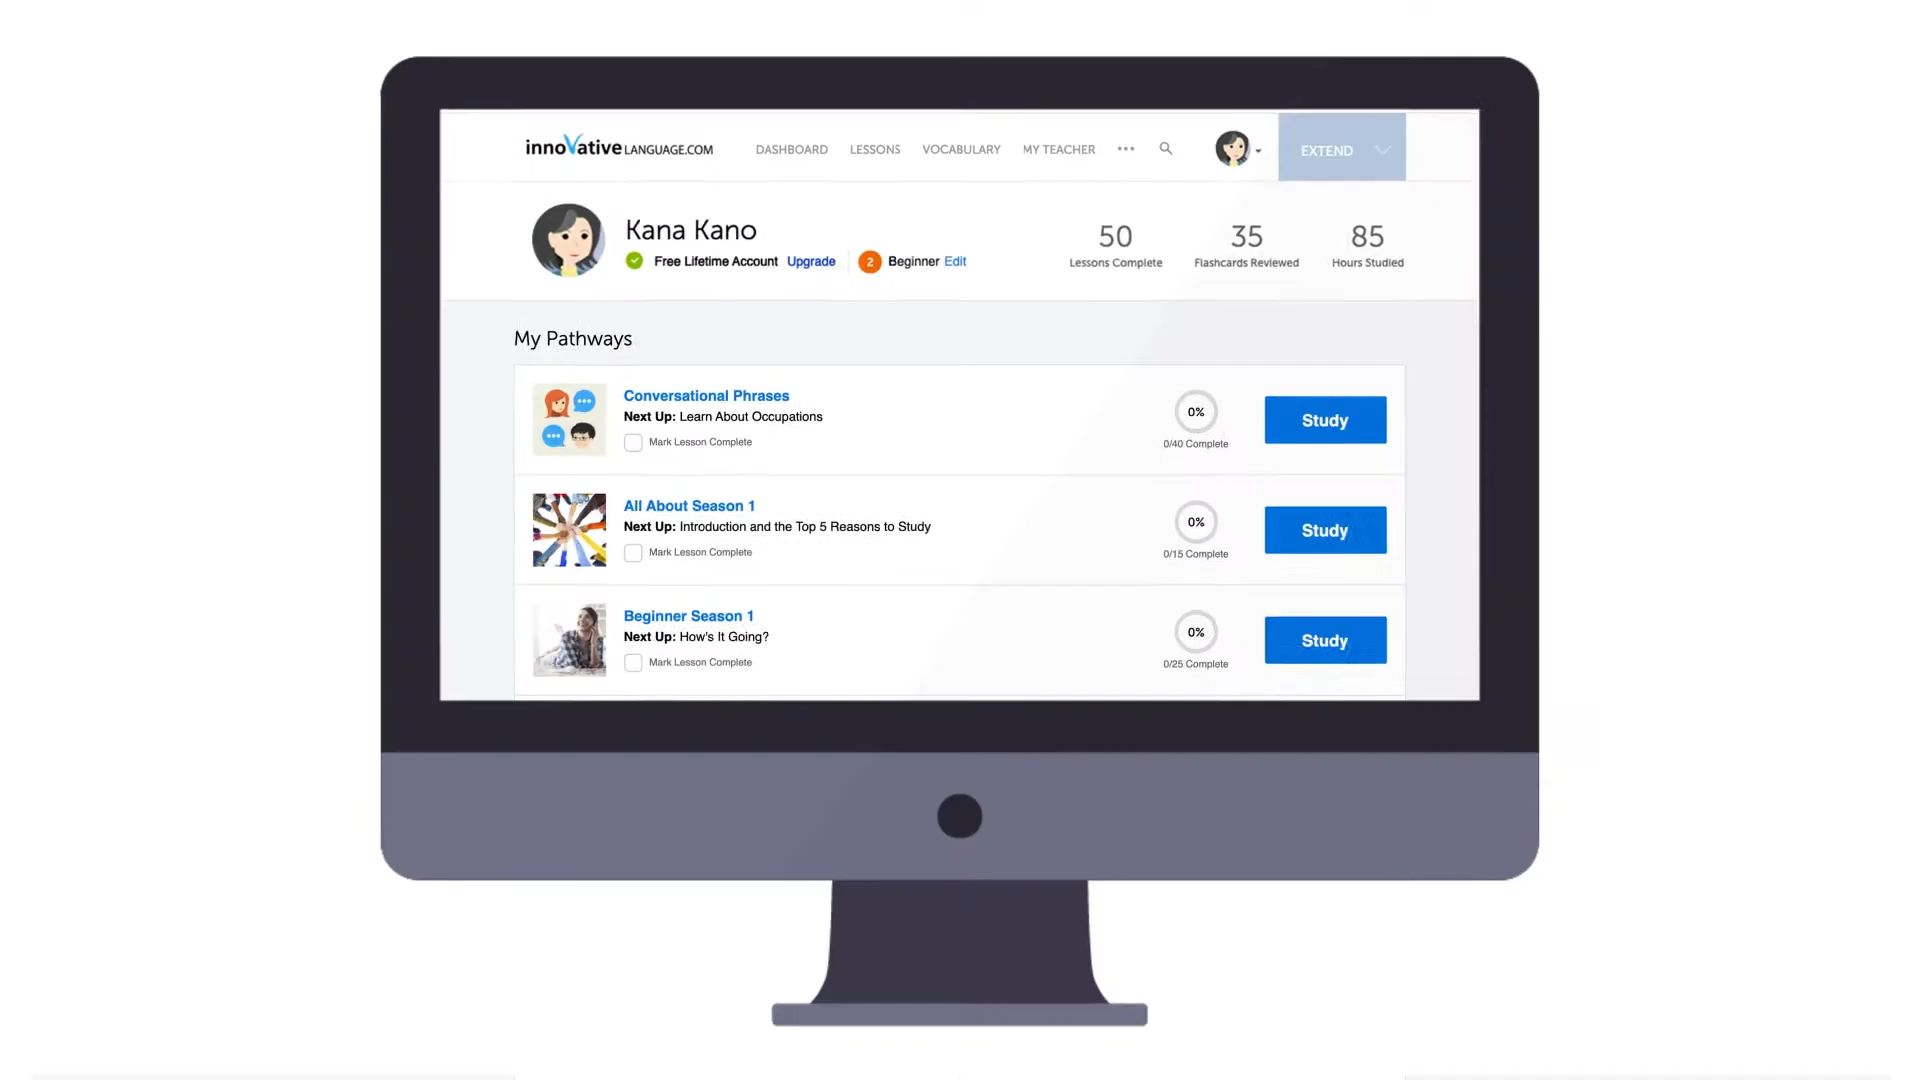 innoVative LANGUAGE.COM DASHBOARD LESSONS VOCABULARY MY TEACHER EXTEND
Kana Kano
Free Lifetime Account Upgrade 2 Beginner Edit
50 35 85
Lessons Complete Flashcards Reviewed Hours Studied
My Pathways
Conversational Phrases
Next Up: Learn About Occupations
Mark Lesson Complete
0%
0/40 Complete
Study
All About Season 1
Next Up: Introduction and the Top 5 Reasons to Study
Mark Lesson Complete
0%
0/15 Complete
Study
Beginner Season 1
Next Up: How's It Going?
Mark Lesson Complete
0%
0/25 Complete
Study